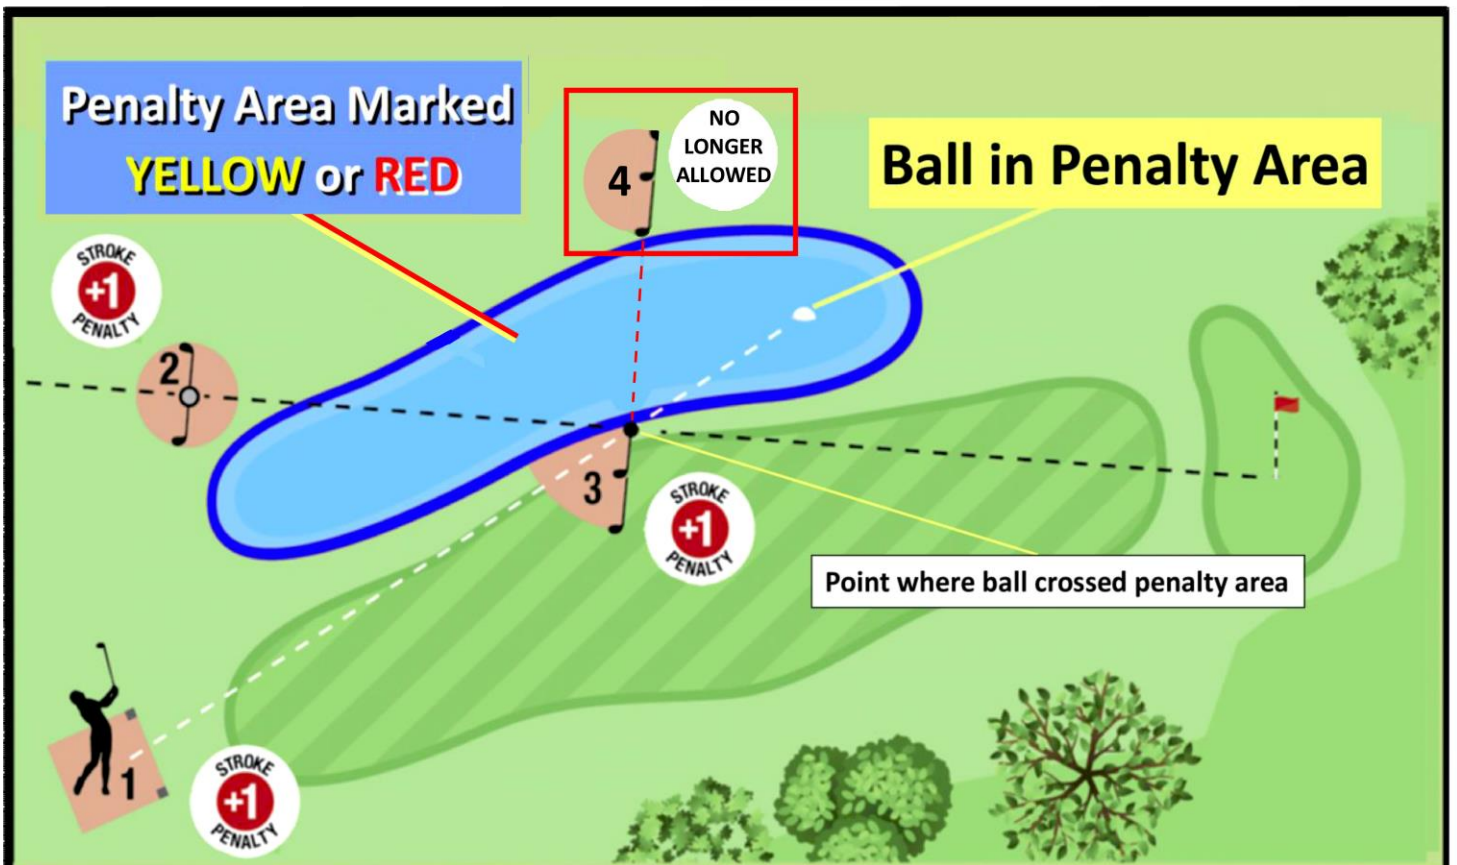 Penalty Area Marked
YELLOW or RED
NO
LONGER
ALLOWED
4
Ball in Penalty Area
STROKE
+1
PENALTY
2
3
STROKE
+1
PENALTY
Point where ball crossed penalty area
1
STROKE
+1
PENALTY